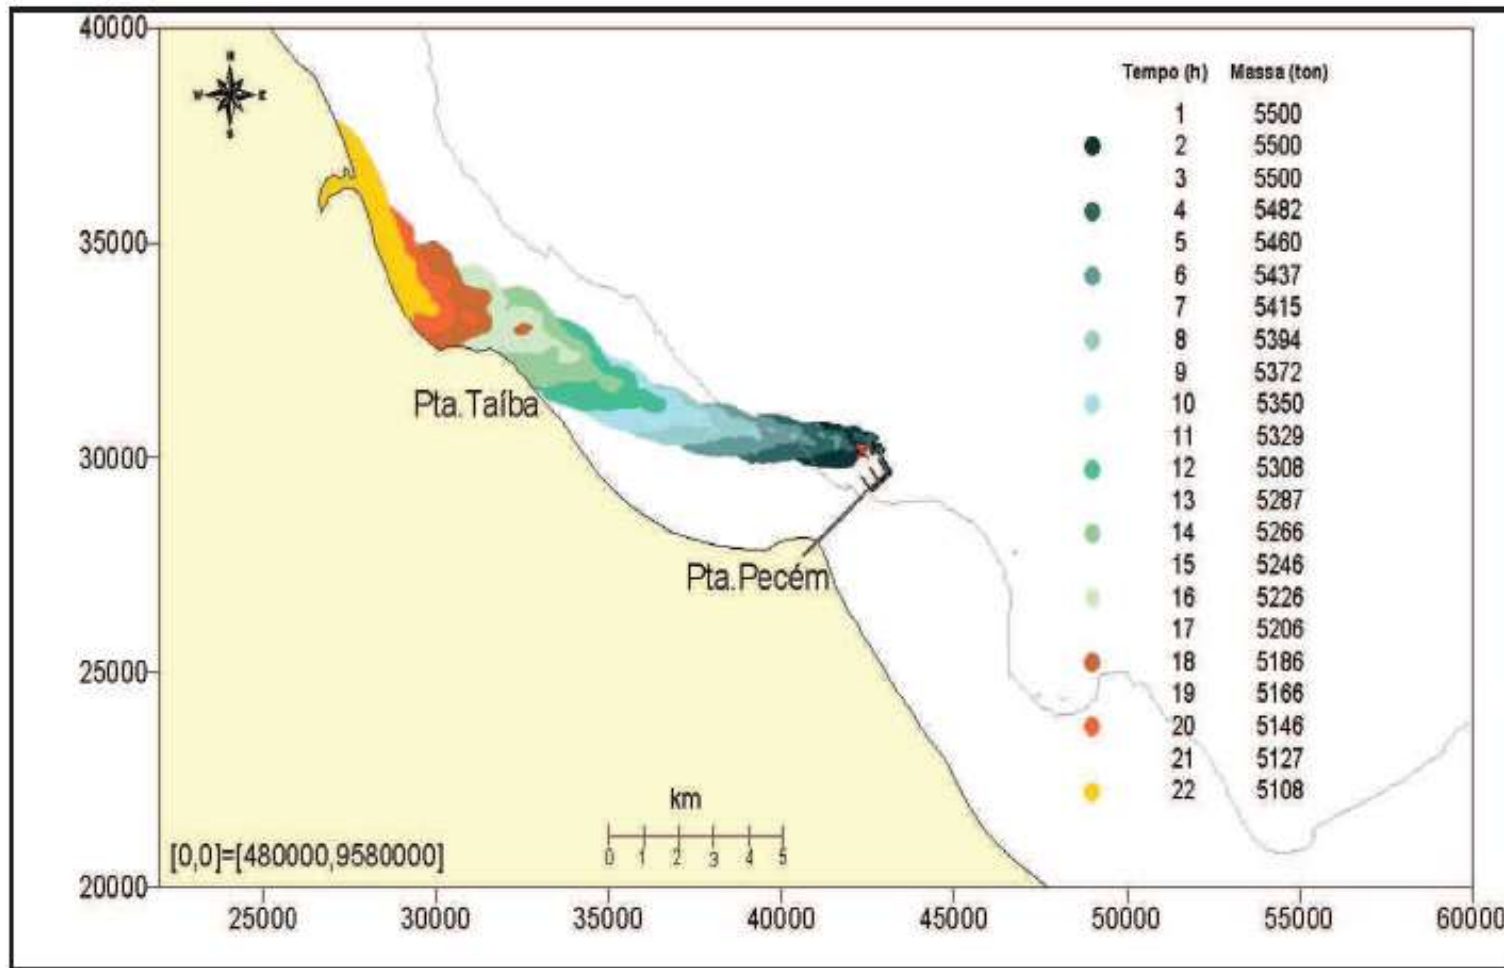 40000
35000
30000
25000
20000
N
W
E
S
Tempo (h) Massa (ton)
1 5500
2 5500
3 5500
4 5482
5 5460
6 5437
7 5415
8 5394
9 5372
10 5350
11 5329
12 5308
13 5287
14 5266
15 5246
16 5226
17 5206
18 5186
19 5166
20 5146
21 5127
22 5108
Pta.Taíba
Pta.Pecém
km
0 1 2 3 4 5
[0,0]=[480000,9580000]
25000 30000 35000 40000 45000 50000 55000 60000